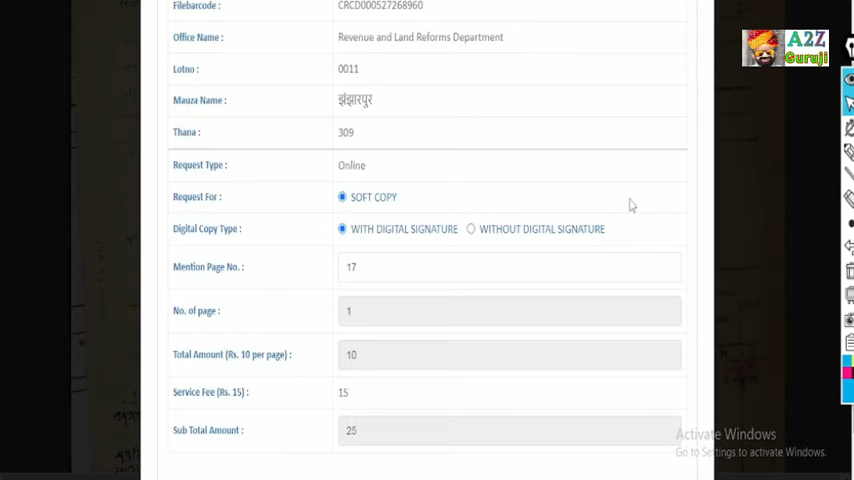 Filebarcode : CRCD000527268960
A2Z
Guruji
Office Name : Revenue and Land Reforms Department
Lotno : 0011
Mauza Name : झंझारपुर
Thana : 309
Request Type : Online
Request For : SOFT COPY
Digital Copy Type : WITH DIGITAL SIGNATURE WITHOUT DIGITAL SIGNATURE
Mention Page No. : 17
No. of page : 1
Total Amount (Rs. 10 per page) : 10
Service Fee (Rs. 15) : 15
Sub Total Amount : 25
Activate Windows
Go to Settings to activate Windows.